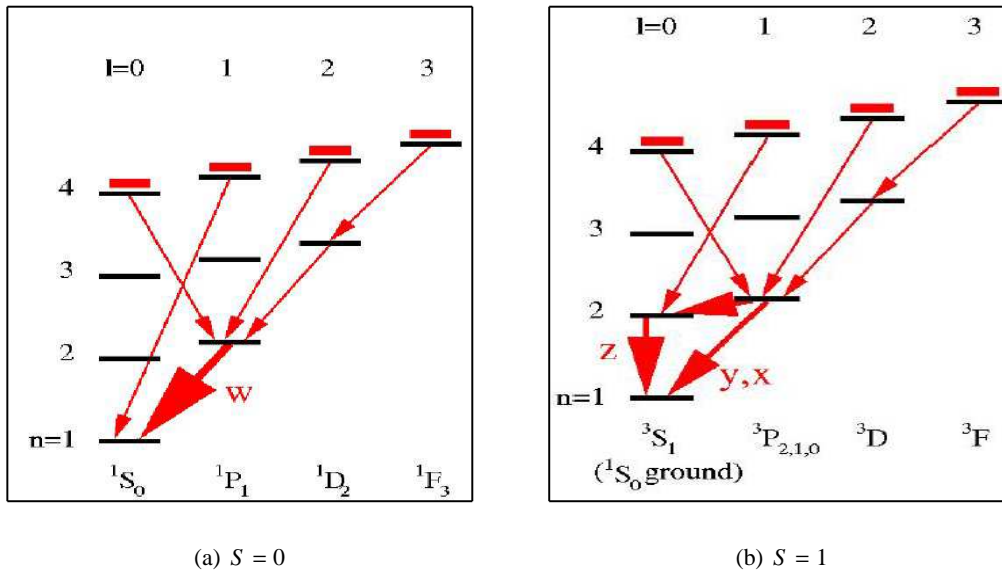 l=0 1 2 3
4
3
2
n=1
w
¹S₀ ¹P₁ ¹D₂ ¹F₃
(a) S = 0
l=0 1 2 3
4
3
2
z
y,x
n=1
³S₁ ³P₂,₁,₀ ³D ³F
(¹S₀ ground)
(b) S = 1